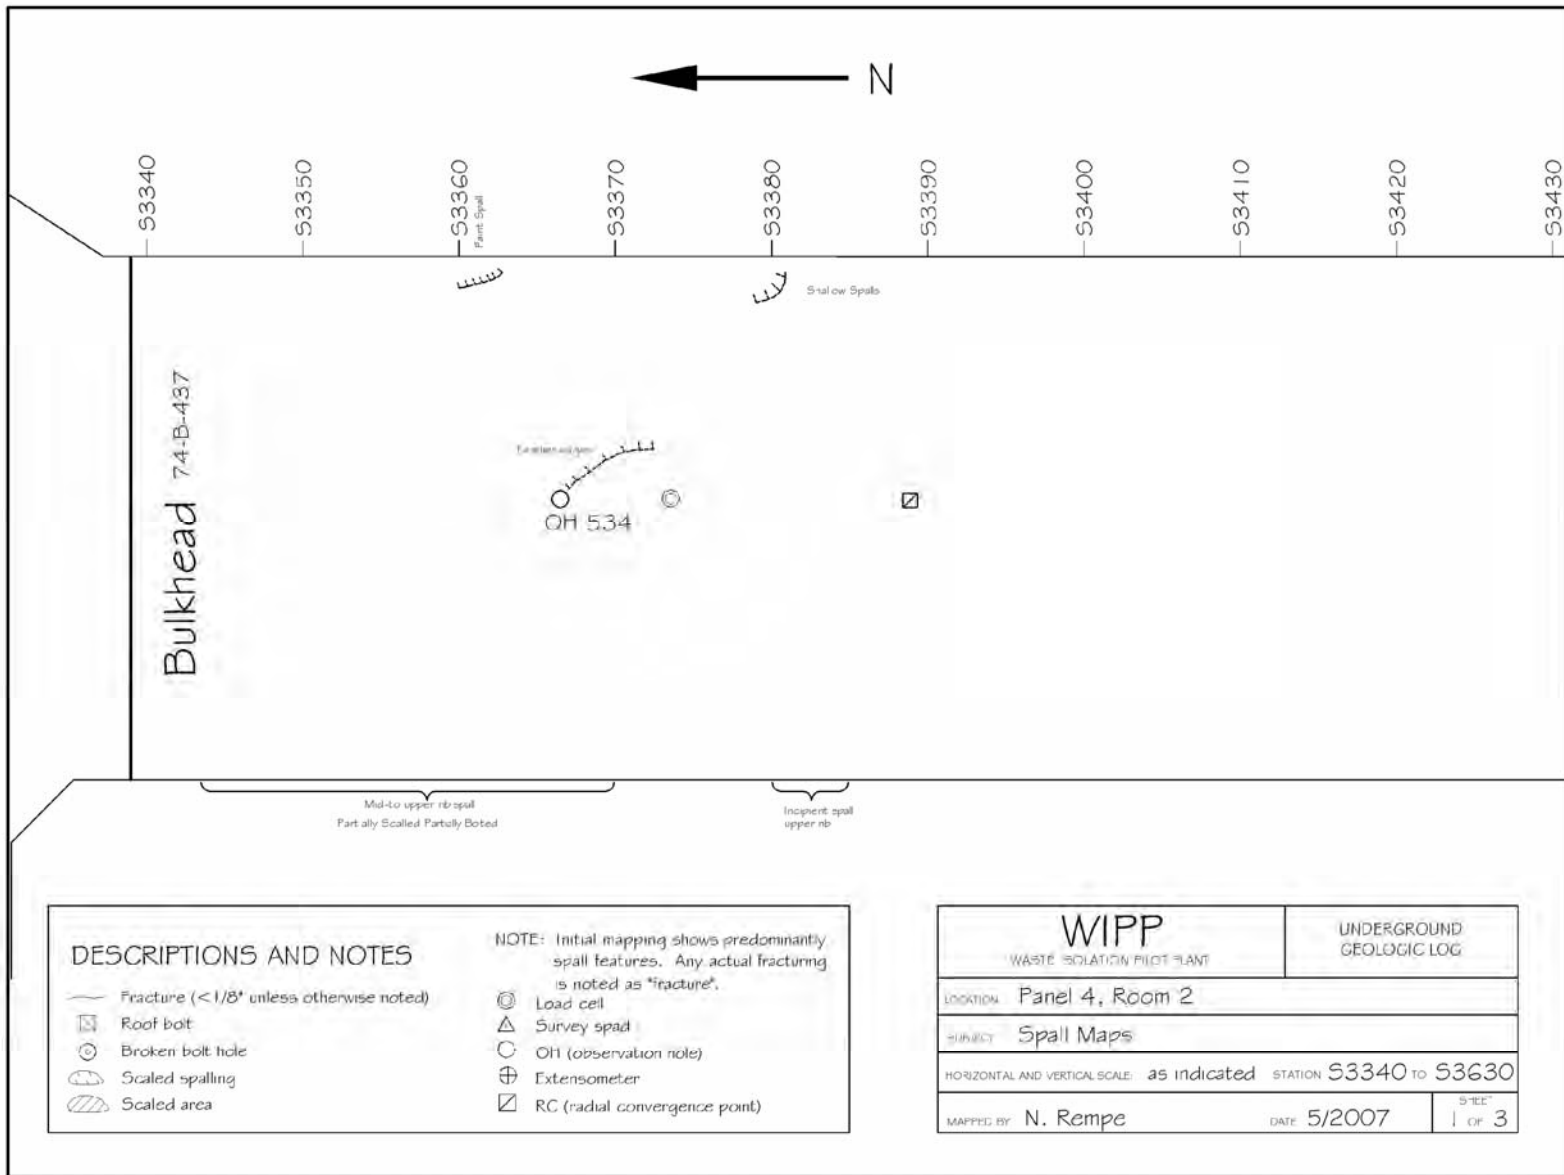 N
S3340
S3350
S3360
S3370
S3380
S3390
S3400
S3410
S3420
S3430
Paint Spall
Shallow Spalls
Bulkhead 74-B-437
OH 534
Mid-to upper rib spall
Partially Scalled Partially Boted
Incipient spall
upper rib
DESCRIPTIONS AND NOTES
Fracture (<1/8" unless otherwise noted)
Roof bolt
Broken bolt hole
Scaled spalling
Scaled area
NOTE: Initial mapping shows predominantly
spall features. Any actual fracturing
is noted as "fracture".
Load cell
Survey spad
OH (observation hole)
Extensometer
RC (radial convergence point)
WIPP
WASTE ISOLATION PILOT PLANT
UNDERGROUND
GEOLOGIC LOG
LOCATION: Panel 4, Room 2
SUBJECT: Spall Maps
HORIZONTAL AND VERTICAL SCALE: as indicated STATION S3340 TO S3630
MAPPED BY N. Rempe DATE 5/2007
SHEET
1 OF 3